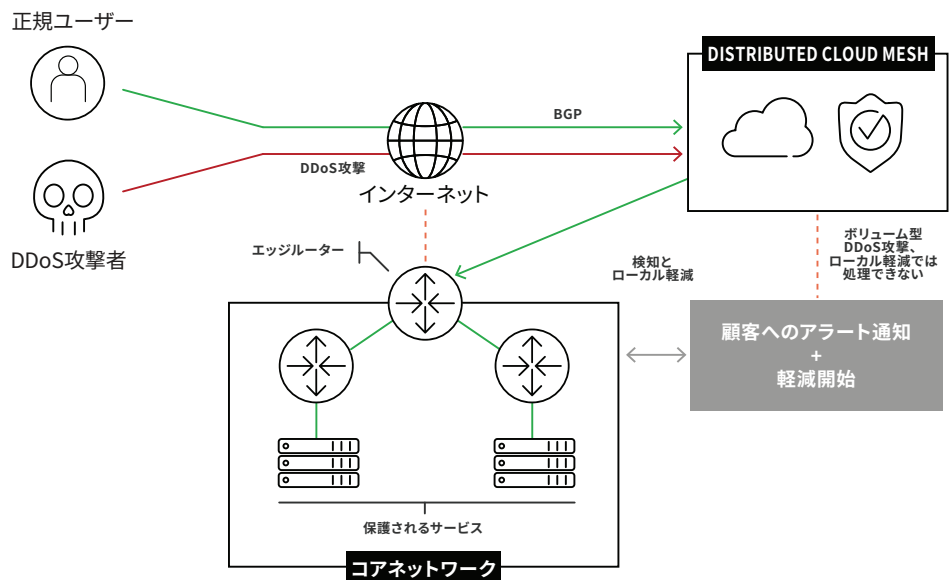 正規ユーザー
DISTRIBUTED CLOUD MESH
BGP
DDoS攻撃
インターネット
DDoS攻撃者
エッジルーター
検知と
ローカル軽減
ボリューム型
DDoS攻撃、
ローカル軽減では
処理できない
顧客へのアラート通知
+
軽減開始
保護されるサービス
コアネットワーク